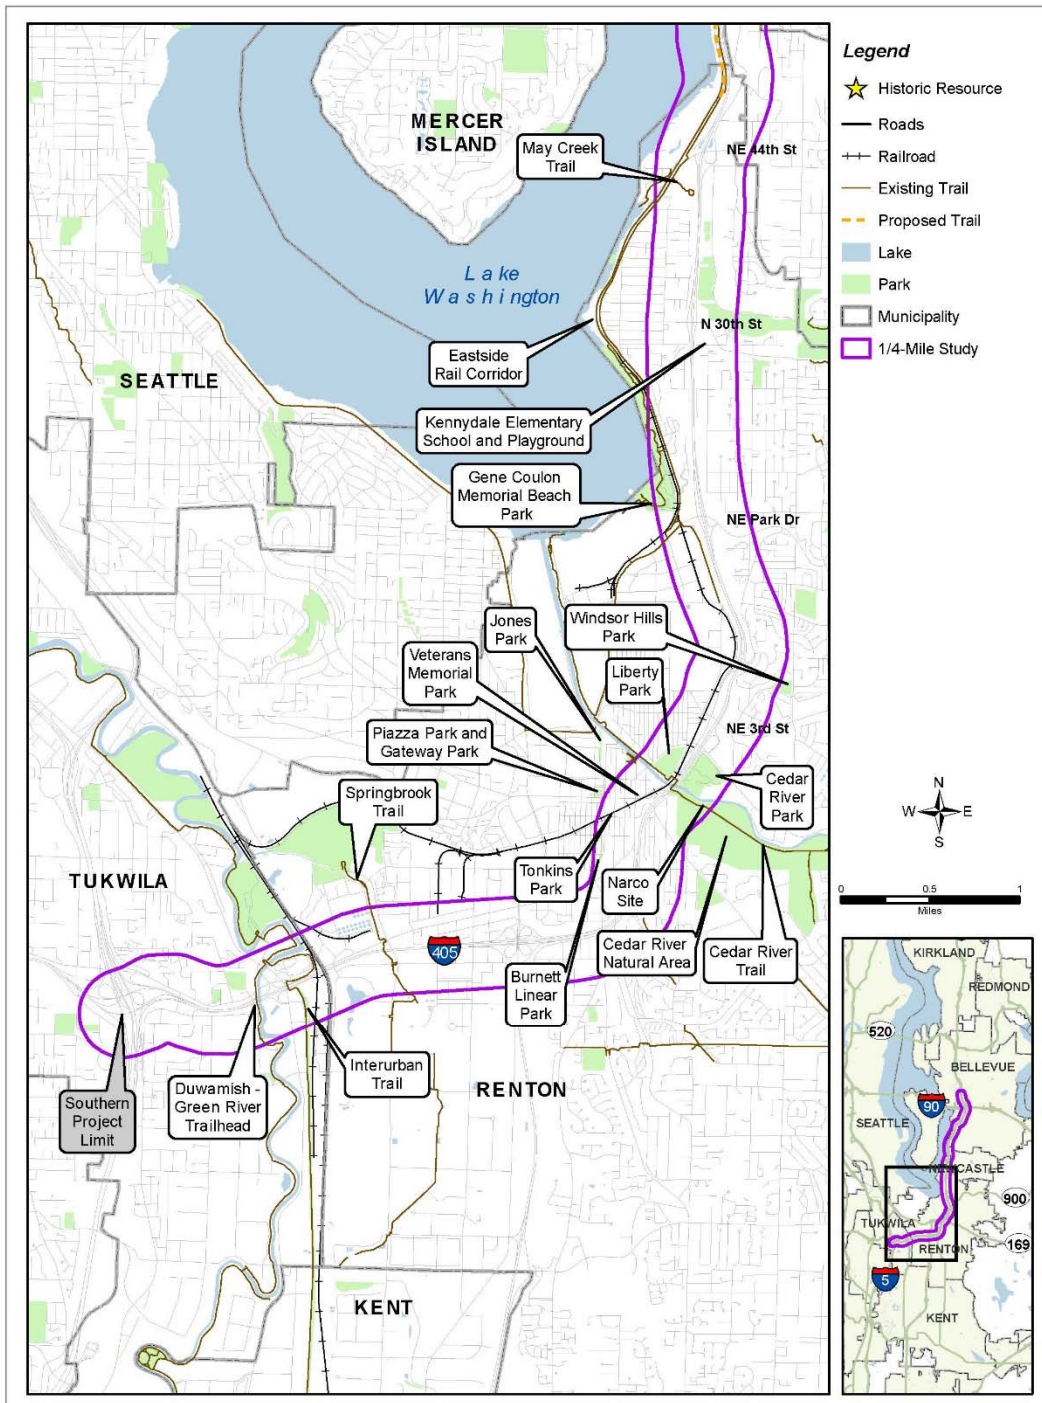 MERCER
ISLAND
May Creek
Trail
NE 44th St
Lake
Washington
N 30th St
Eastside
Rail Corridor
SEATTLE
Kennydale Elementary
School and Playground
Gene Coulon
Memorial Beach
Park
NE Park Dr
Jones
Park
Windsor Hills
Park
Veterans
Memorial
Park
Liberty
Park
Piazza Park and
Gateway Park
NE 3rd St
Springbrook
Trail
Cedar
River
Park
TUKWILA
Tonkins
Park
Narco
Site
405
Cedar River
Natural Area
Cedar River
Trail
Burnett
Linear
Park
Interurban
Trail
RENTON
Duwamish -
Green River
Trailhead
Southern
Project
Limit
KENT
Legend
Historic Resource
Roads
Railroad
Existing Trail
Proposed Trail
Lake
Park
Municipality
1/4-Mile Study
N
W E
S
0 0.5 1
Miles
KIRKLAND
REDMOND
520
BELLEVUE
90
SEATTLE
NEWCASTLE
900
TUKWILA
RENTON
169
5
KENT